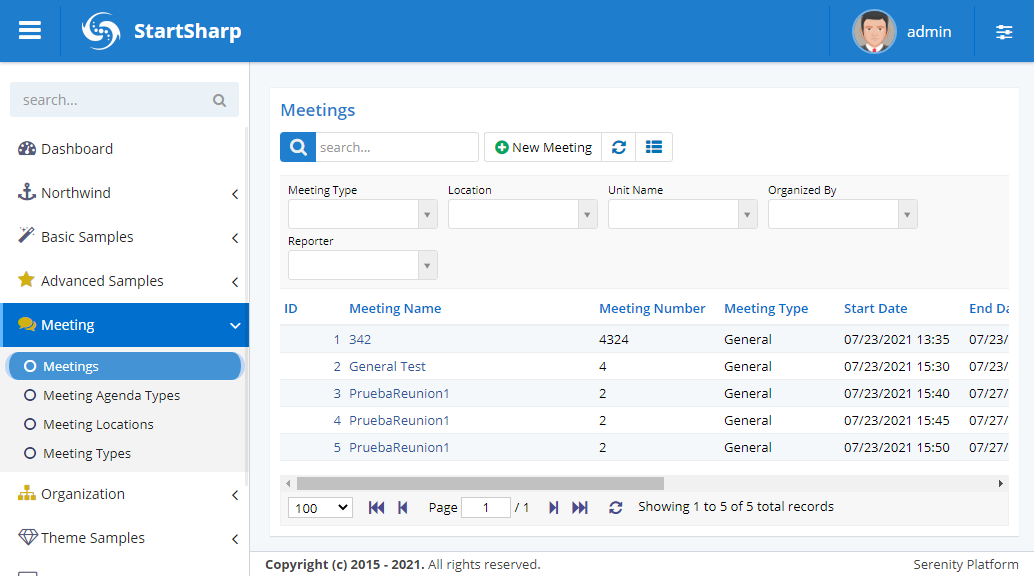 StartSharp
admin
search...
Dashboard
Northwind
Basic Samples
Advanced Samples
Meeting
Meetings
Meeting Agenda Types
Meeting Locations
Meeting Types
Organization
Theme Samples
Meetings
search...
New Meeting
Meeting Type Location Unit Name Organized By
Reporter
ID Meeting Name Meeting Number Meeting Type Start Date End Da
1 342 4324 General 07/23/2021 13:35 07/23/
2 General Test 4 General 07/23/2021 15:30 07/23/
3 PruebaReunion1 2 General 07/23/2021 15:40 07/27/
4 PruebaReunion1 2 General 07/23/2021 15:45 07/27/
5 PruebaReunion1 2 General 07/23/2021 15:50 07/27/
100 Page 1 / 1 Showing 1 to 5 of 5 total records
Copyright (c) 2015 - 2021. All rights reserved. Serenity Platform